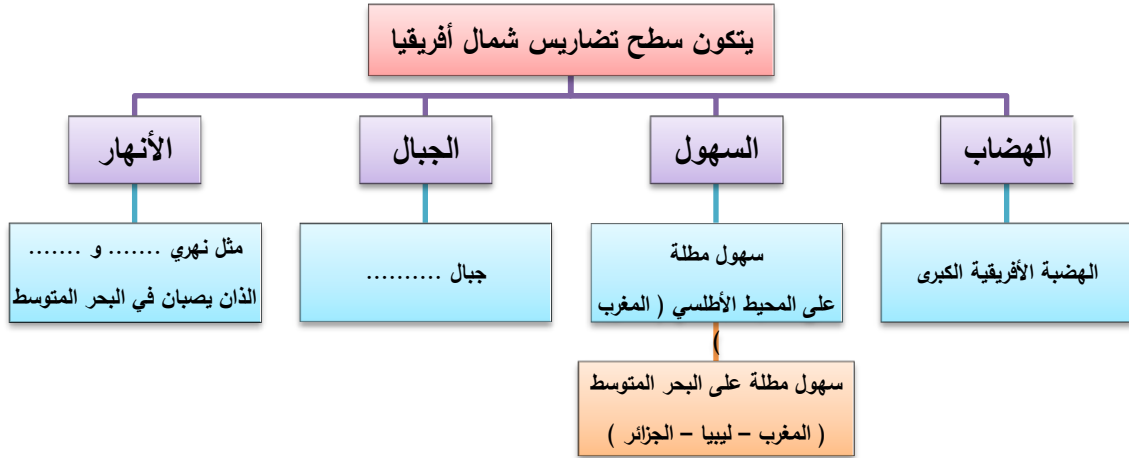 يتكون سطح تضاريس شمال أفريقيا
الهضاب
السهول
الجبال
الأنهار
الهضبة الأفريقية الكبرى
سهول مطلة
على المحيط الأطلسي ( المغرب
)
سهول مطلة على البحر المتوسط
( المغرب – ليبيا – الجزائر )
جبال ..........
مثل نهري ....... و .......
الذان يصبان في البحر المتوسط